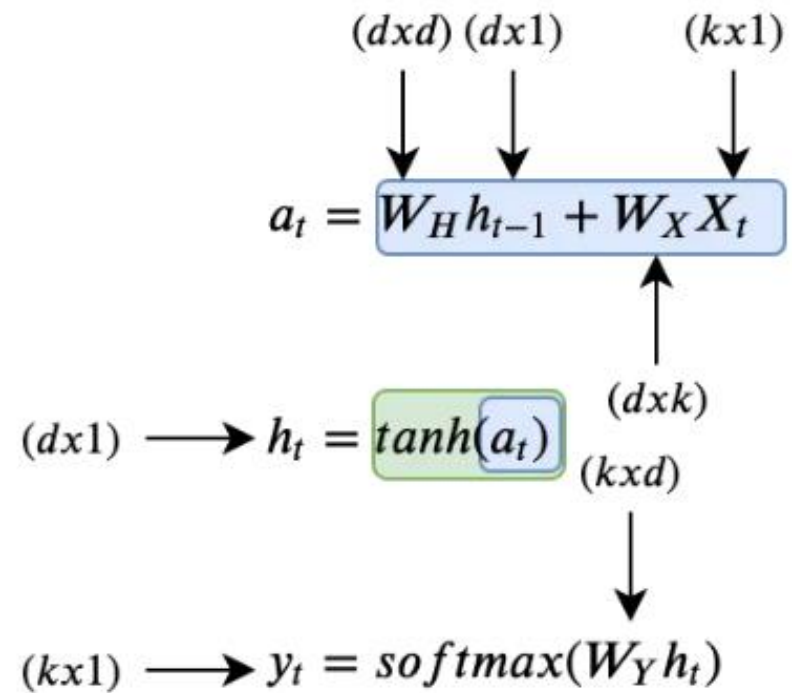 (dxd) (dx1) (kx1)
a_t = W_H h_{t-1} + W_X X_t
(dxk)
(dx1) h_t = tanh(a_t)
(kxd)
(kx1) y_t = softmax(W_Y h_t)